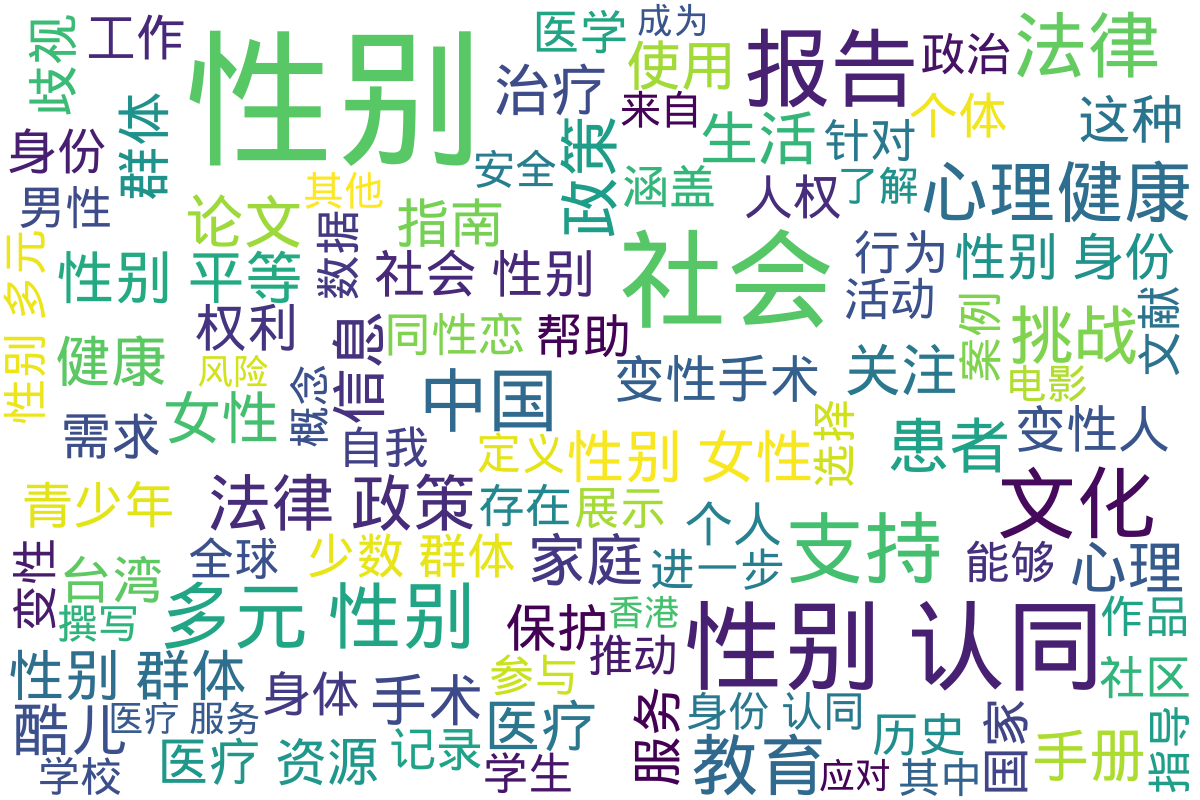 歧视
工作
性别
医学
成为
使用
报告
政治
法律
治疗
来自
个体
这种
身份
群体
安全
政策
生活
针对
男性
其他
涵盖
人权
了解
心理健康
论文
数据
指南
社会
行为
性别 身份
性别 多元
性别 平等
社会 性别
活动
权利
信息
同性恋
帮助
案例
挑战
文献
健康
风险
概念
中国
变性手术
关注
电影
需求
女性
自我
定义
性别 女性
选择
患者
变性人
青少年
法律 政策
存在
展示
个人
支持
文化
变性
台湾
全球
少数 群体
家庭
进一步
能够
心理
撰写
多元 性别
保护
香港
推动
性别 认同
作品
社区
性别 群体
身体
手术
参与
服务
身份 认同
历史
国家
指导
酷儿
医疗 服务
医疗
教育
手册
学校
医疗 资源
记录
学生
应对
其中